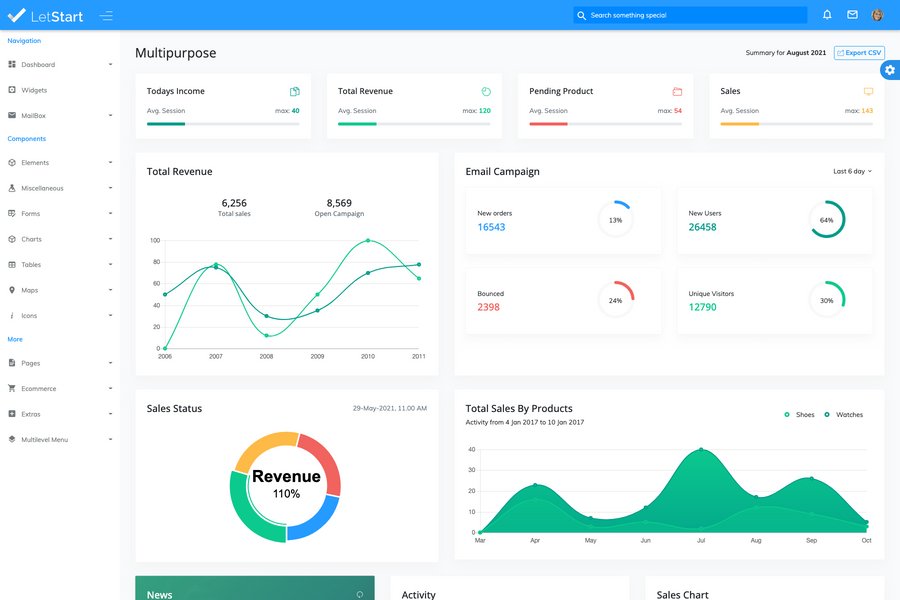 LetStart
Search something special
Navigation
Dashboard
Widgets
MailBox
Components
Elements
Miscellaneous
Forms
Charts
Tables
Maps
Icons
More
Pages
Ecommerce
Extras
Multilevel Menu
Multipurpose
Summary for August 2021
Export CSV
Todays Income
Avg. Session
max: 40
Total Revenue
Avg. Session
max: 120
Pending Product
Avg. Session
max: 54
Sales
Avg. Session
max: 143
Total Revenue
6,256
Total sales
8,569
Open Campaign
100
80
60
40
20
0
2006
2007
2008
2009
2010
2011
Email Campaign
Last 6 day
New orders
16543
13%
New Users
26458
64%
Bounced
2398
24%
Unique Visitors
12790
30%
Sales Status
29-May-2021, 11.00 AM
Revenue
110%
Total Sales By Products
Activity from 4 Jan 2017 to 10 Jan 2017
Shoes
Watches
40
30
20
10
0
Mar
Apr
May
Jun
Jul
Aug
Sep
Oct
News
Activity
Sales Chart